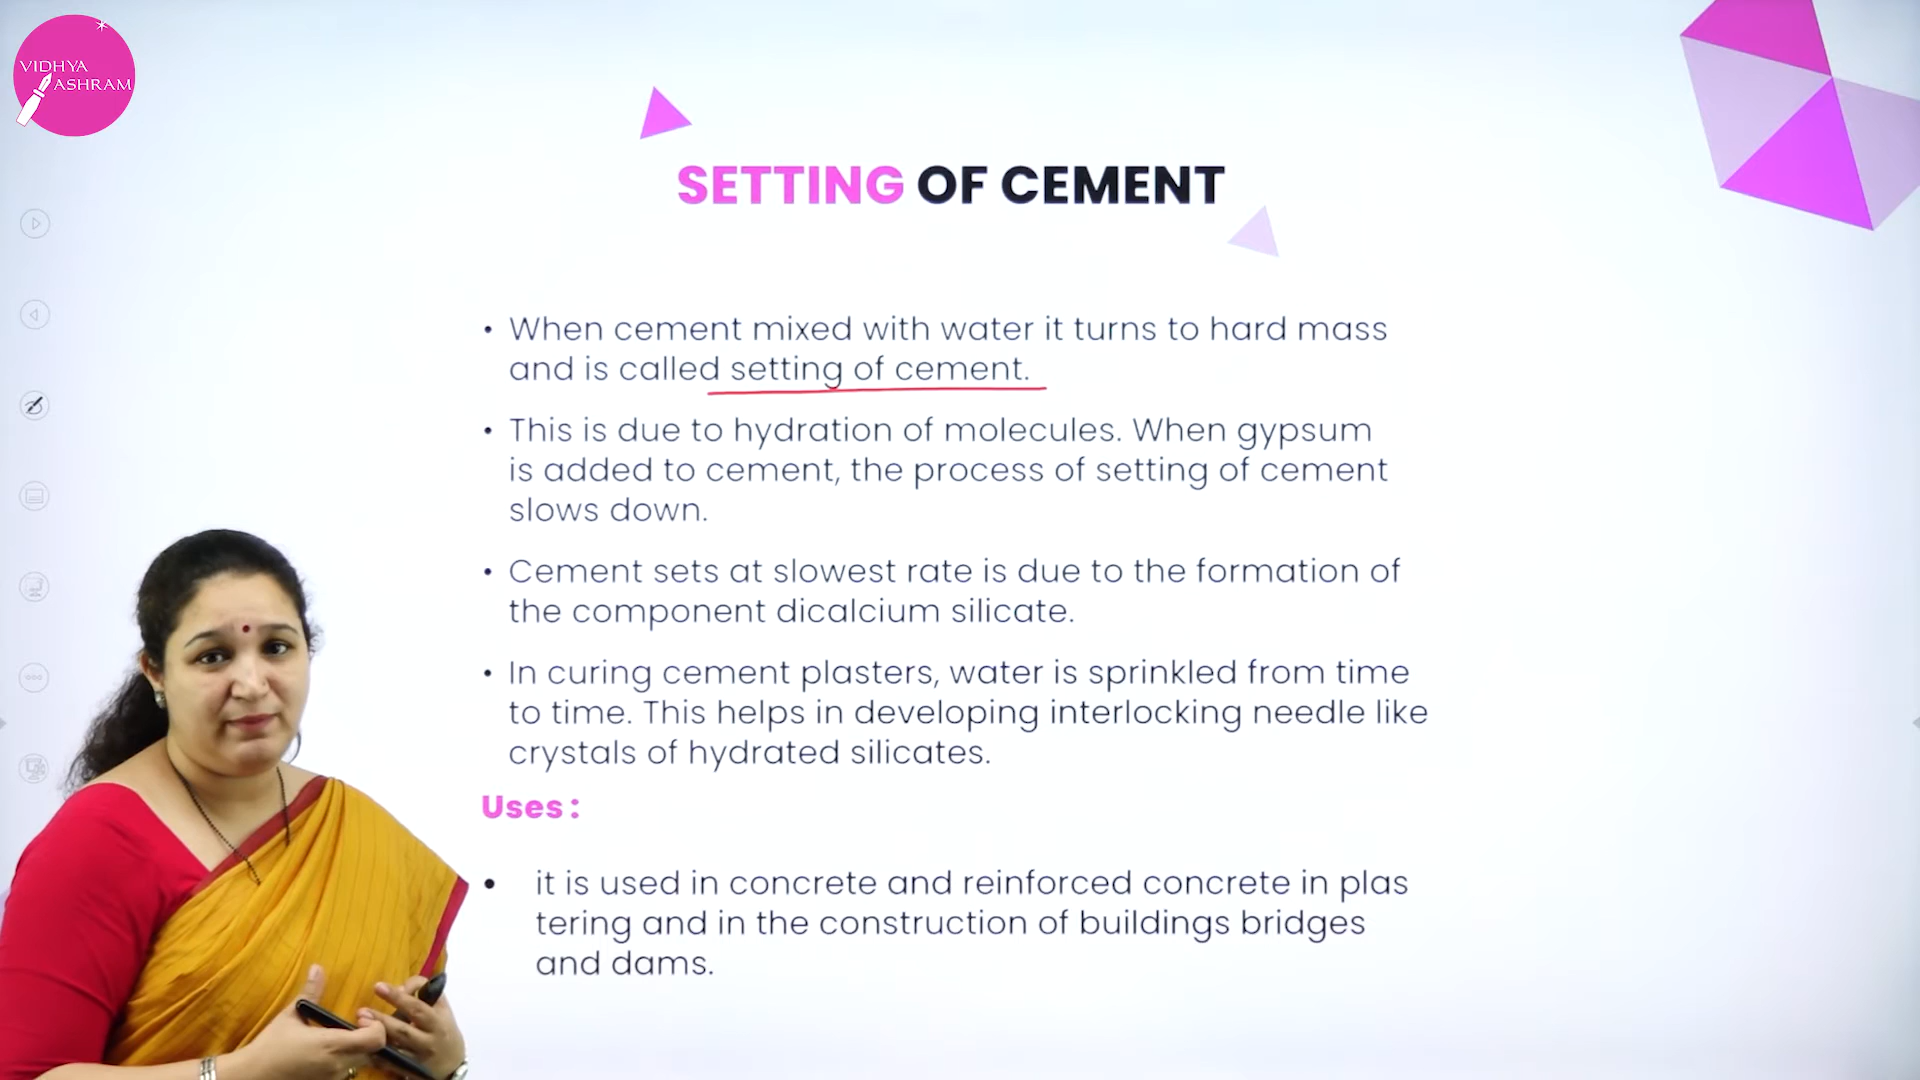 VIDHYA
ASHRAM
SETTING OF CEMENT
• When cement mixed with water it turns to hard mass
and is called setting of cement.
• This is due to hydration of molecules. When gypsum
is added to cement, the process of setting of cement
slows down.
• Cement sets at slowest rate is due to the formation of
the component dicalcium silicate.
• In curing cement plasters, water is sprinkled from time
to time. This helps in developing interlocking needle like
crystals of hydrated silicates.
Uses :
• it is used in concrete and reinforced concrete in plas
tering and in the construction of buildings bridges
and dams.